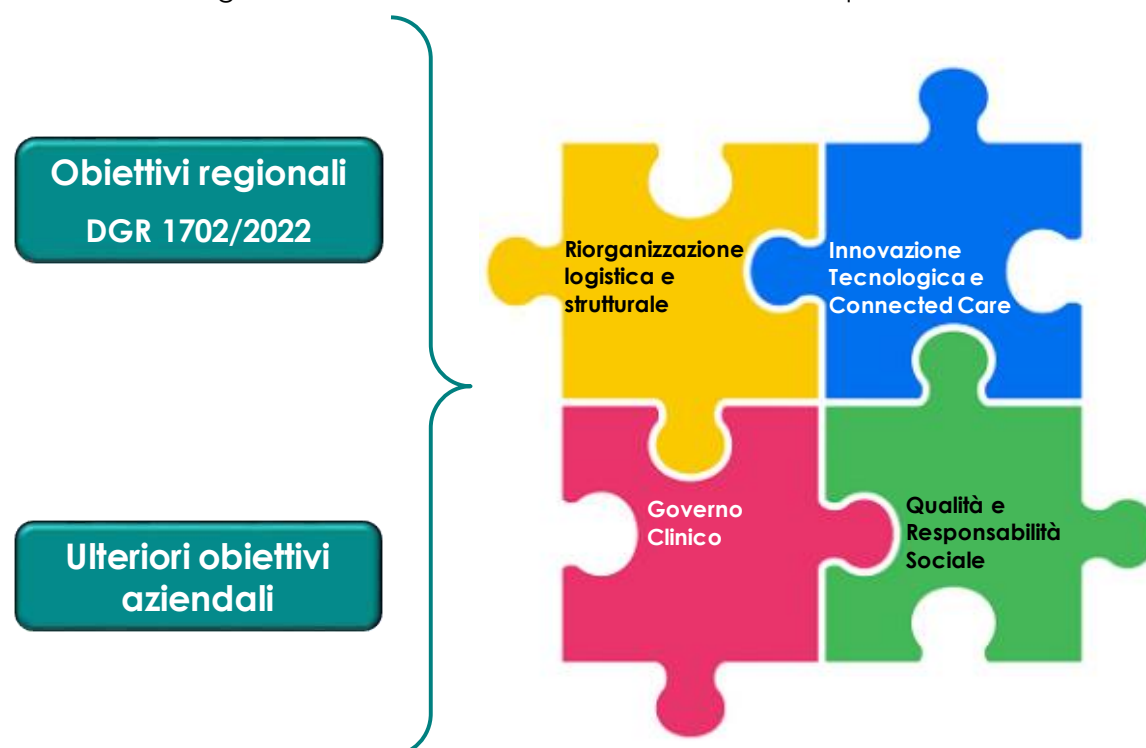 Obiettivi regionali
DGR 1702/2022
Ulteriori obiettivi
aziendali
Riorganizzazione
logistica e
strutturale
Innovazione
Tecnologica e
Connected Care
Governo
Clinico
Qualità e
Responsabilità
Sociale